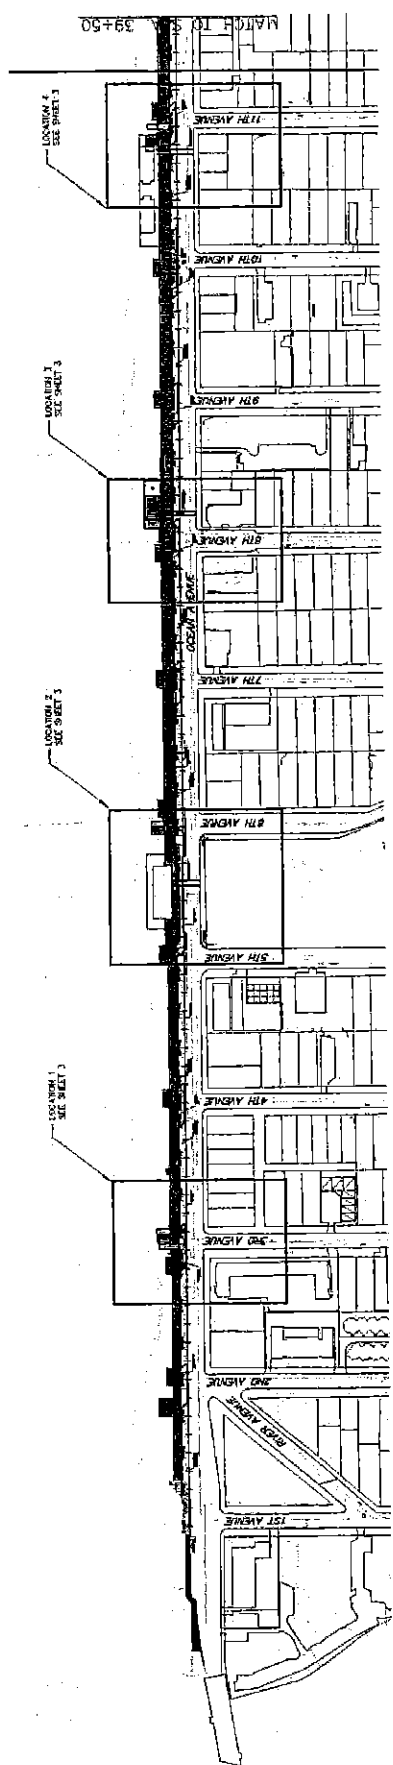 MATCH TO STA 39+50
LOCATION 4
SEE SHEET 3
11TH AVENUE
10TH AVENUE
9TH AVENUE
LOCATION 3
SEE SHEET 3
8TH AVENUE
OCEAN AVENUE
7TH AVENUE
LOCATION 2
SEE SHEET 3
6TH AVENUE
5TH AVENUE
4TH AVENUE
LOCATION 1
SEE SHEET 3
3RD AVENUE
2ND AVENUE
RIVER AVENUE
1ST AVENUE